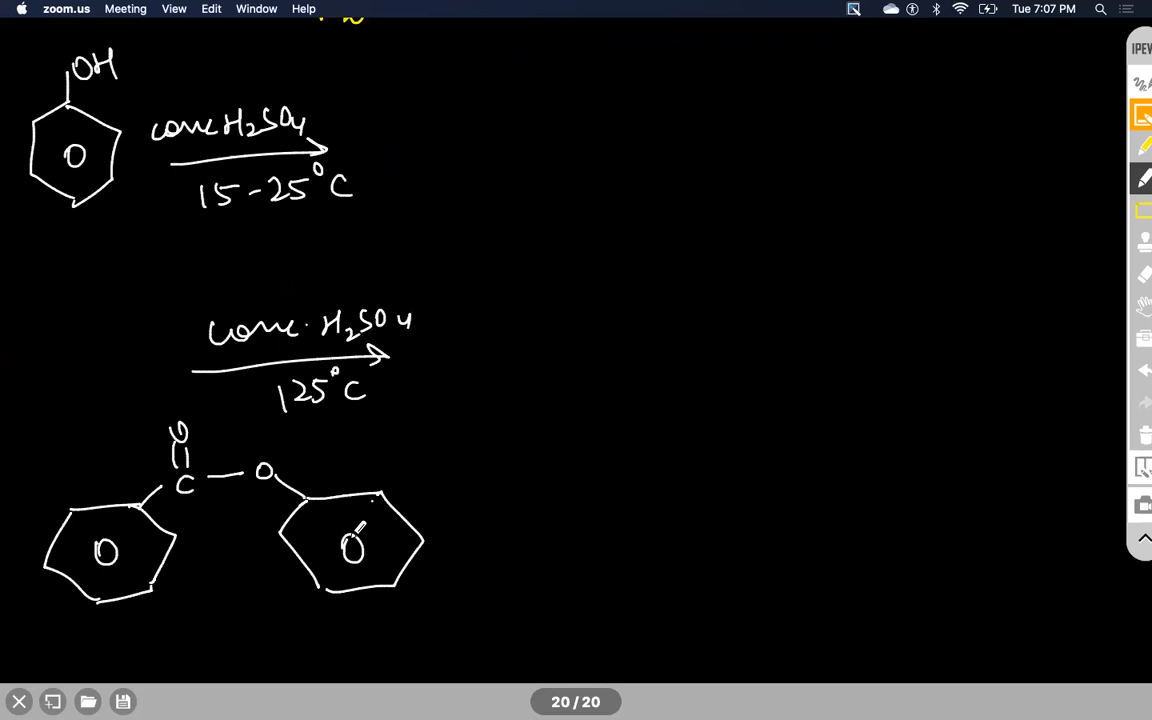 zoom.us Meeting View Edit Window Help Tue 7:07 PM
OH
conc H2SO4
15-25°C
conc. H2SO4
125°C
O
C — O
20 / 20